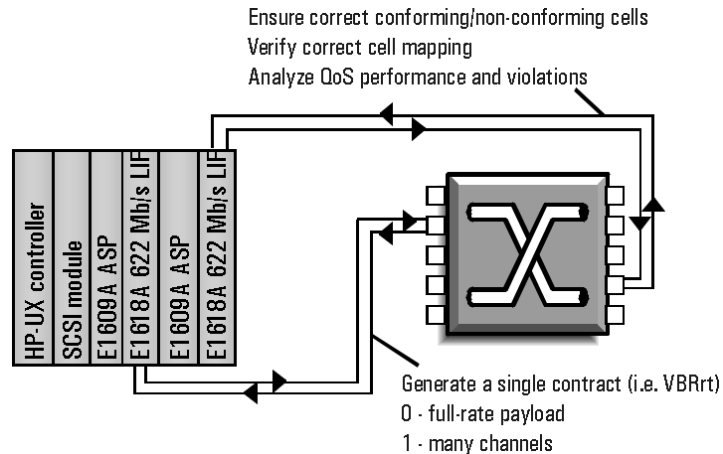 Ensure correct conforming/non-conforming cells
Verify correct cell mapping
Analyze QoS performance and violations
HP-UX controller
SCSI module
E1609A ASP
E1618A 622 Mb/s LIF
E1609A ASP
E1618A 622 Mb/s LIF
Generate a single contract (i.e. VBRrt)
0 - full-rate payload
1 - many channels